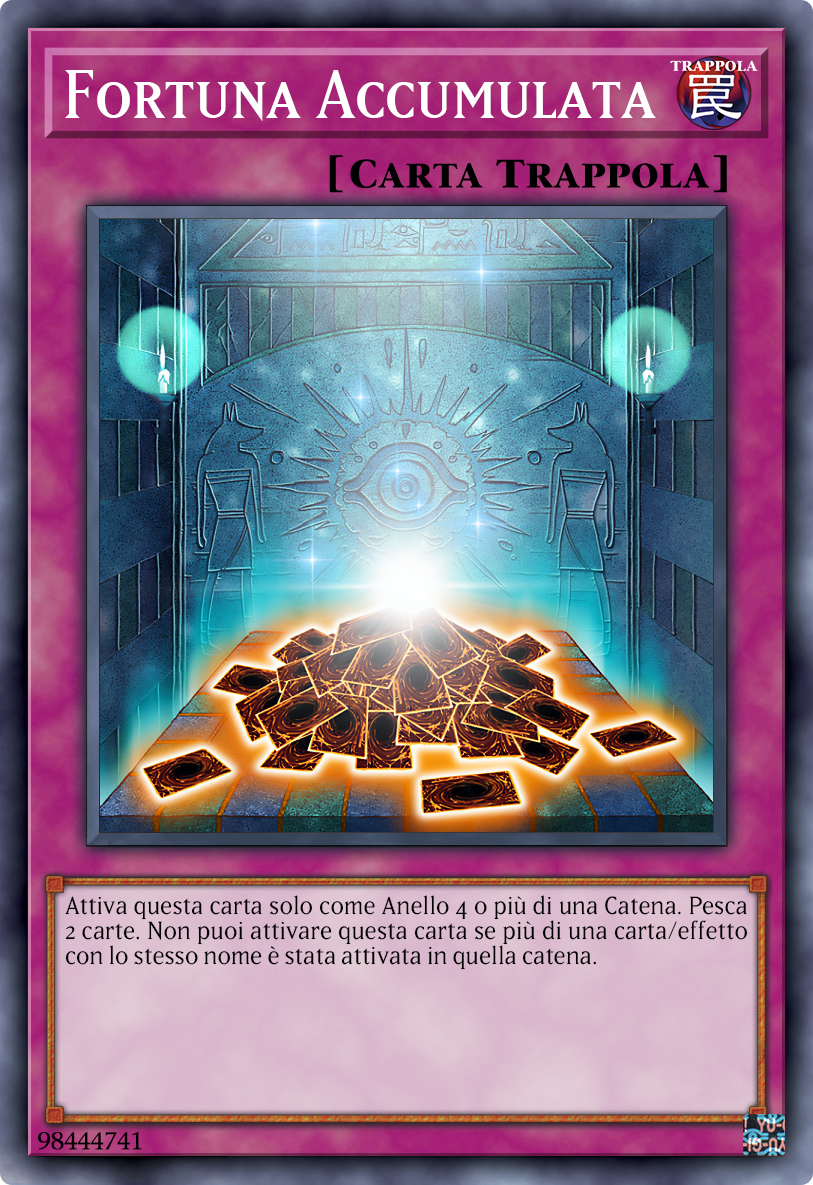 Fortuna Accumulata
TRAPPOLA
罠
[Carta Trappola]
Attiva questa carta solo come Anello 4 o più di una Catena. Pesca
2 carte. Non puoi attivare questa carta se più di una carta/effetto
con lo stesso nome è stata attivata in quella catena.
98444741